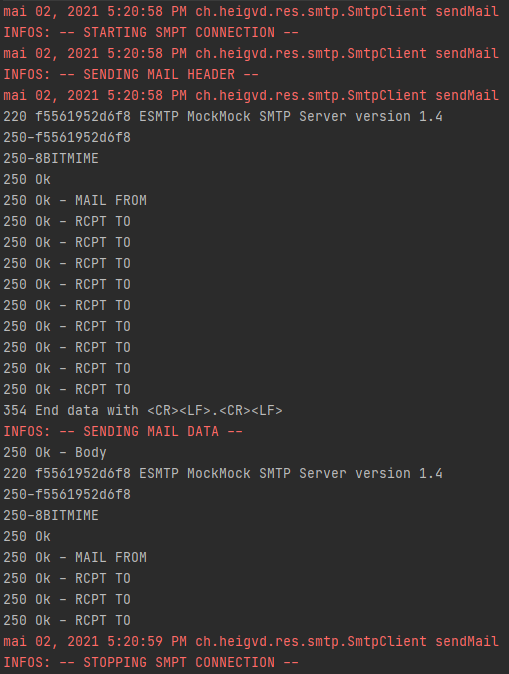 mai 02, 2021 5:20:58 PM ch.heigvd.res.smtp.SmtpClient sendMail
INFOS: -- STARTING SMPT CONNECTION --
mai 02, 2021 5:20:58 PM ch.heigvd.res.smtp.SmtpClient sendMail
INFOS: -- SENDING MAIL HEADER --
mai 02, 2021 5:20:58 PM ch.heigvd.res.smtp.SmtpClient sendMail
220 f5561952d6f8 ESMTP MockMock SMTP Server version 1.4
250-f5561952d6f8
250-8BITMIME
250 Ok
250 Ok - MAIL FROM
250 Ok - RCPT TO
250 Ok - RCPT TO
250 Ok - RCPT TO
250 Ok - RCPT TO
250 Ok - RCPT TO
250 Ok - RCPT TO
250 Ok - RCPT TO
250 Ok - RCPT TO
250 Ok - RCPT TO
354 End data with <CR><LF>.<CR><LF>
INFOS: -- SENDING MAIL DATA --
250 Ok - Body
220 f5561952d6f8 ESMTP MockMock SMTP Server version 1.4
250-f5561952d6f8
250-8BITMIME
250 Ok
250 Ok - MAIL FROM
250 Ok - RCPT TO
250 Ok - RCPT TO
250 Ok - RCPT TO
mai 02, 2021 5:20:59 PM ch.heigvd.res.smtp.SmtpClient sendMail
INFOS: -- STOPPING SMPT CONNECTION --